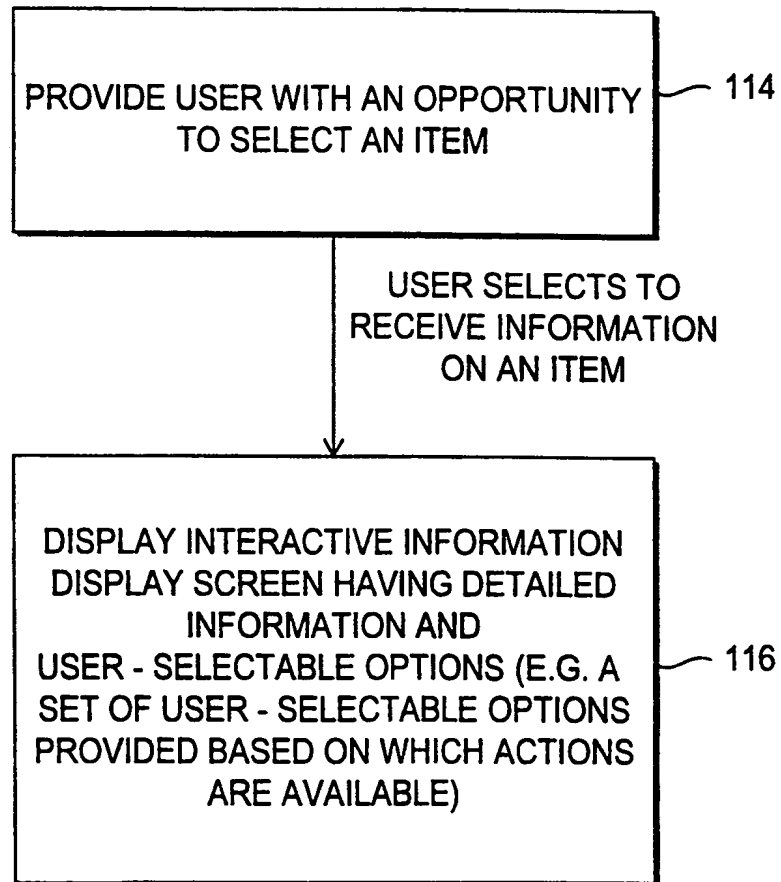 PROVIDE USER WITH AN OPPORTUNITY
TO SELECT AN ITEM
114
USER SELECTS TO
RECEIVE INFORMATION
ON AN ITEM
DISPLAY INTERACTIVE INFORMATION
DISPLAY SCREEN HAVING DETAILED
INFORMATION AND
USER - SELECTABLE OPTIONS (E.G. A
SET OF USER - SELECTABLE OPTIONS
PROVIDED BASED ON WHICH ACTIONS
ARE AVAILABLE)
116